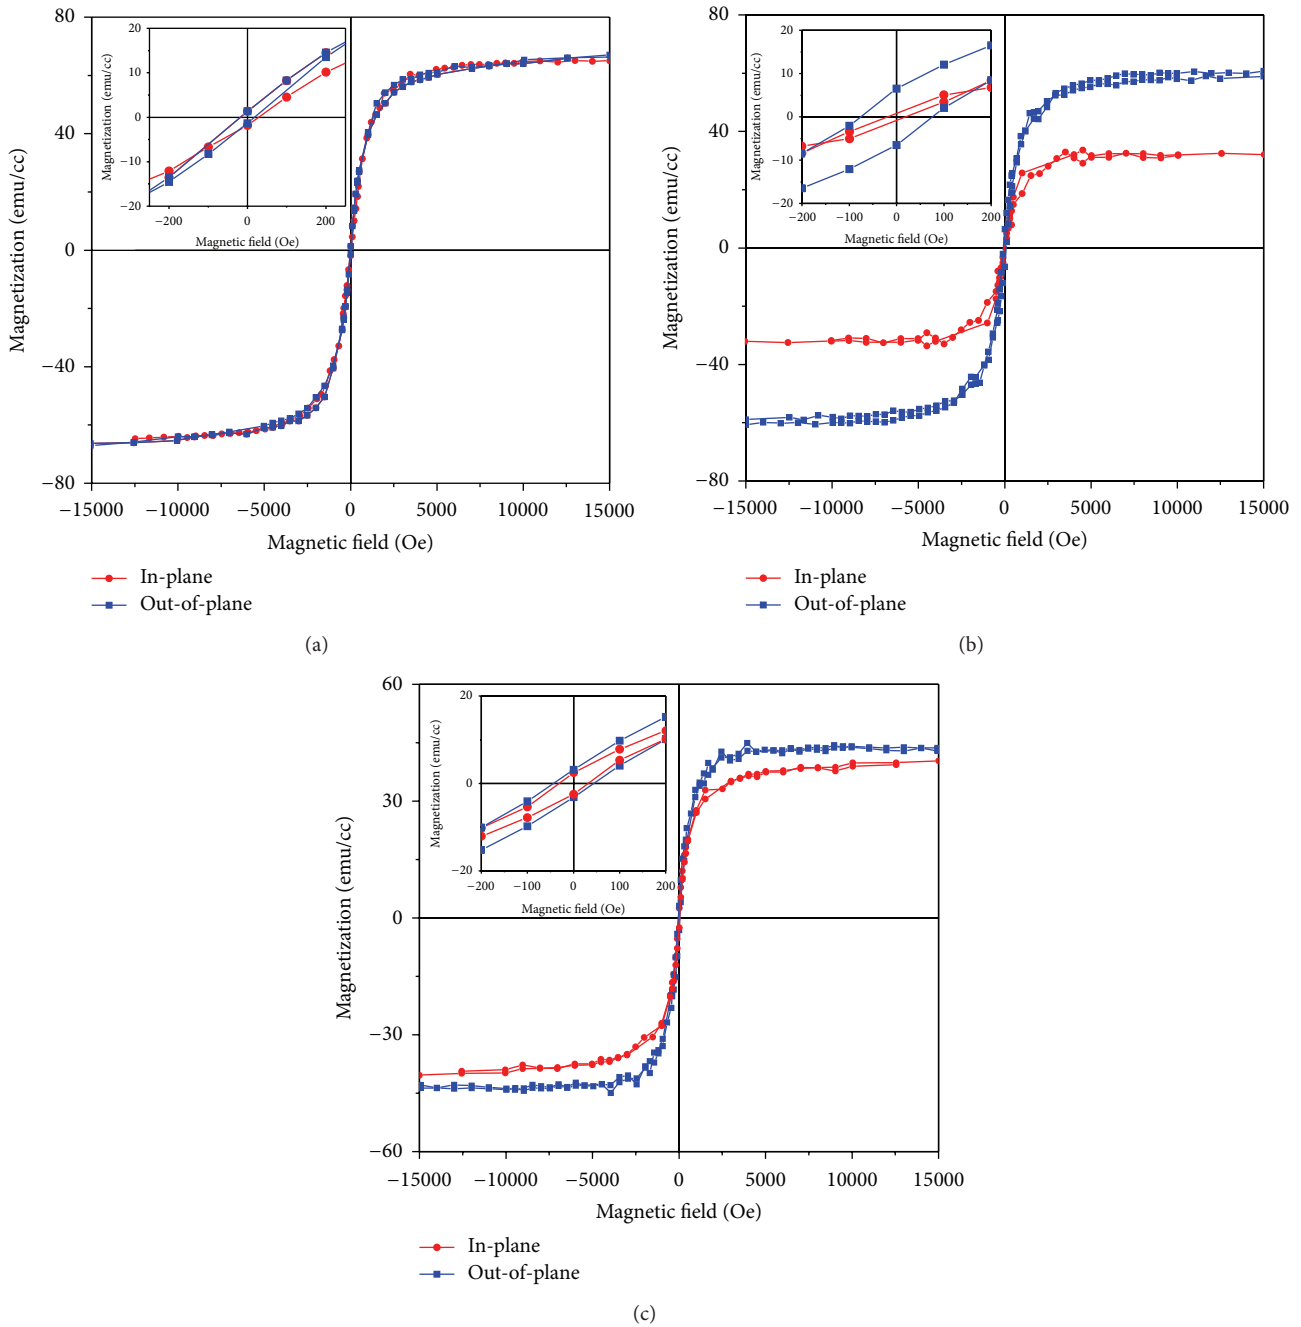 80
40
0
−40
−80
Magnetization (emu/cc)
20
10
0
−10
−20
Magnetization (emu/cc)
−200
0
200
Magnetic field (Oe)
−15000
−10000
−5000
0
5000
10000
15000
Magnetic field (Oe)
In-plane
Out-of-plane
(a)
80
40
0
−40
−80
Magnetization (emu/cc)
20
10
0
−10
−20
Magnetization (emu/cc)
−200
−100
0
100
200
Magnetic field (Oe)
−15000
−10000
−5000
0
5000
10000
15000
Magnetic field (Oe)
In-plane
Out-of-plane
(b)
60
30
0
−30
−60
Magnetization (emu/cc)
20
0
−20
Magnetization (emu/cc)
−200
−100
0
100
200
Magnetic field (Oe)
−15000
−10000
−5000
0
5000
10000
15000
Magnetic field (Oe)
In-plane
Out-of-plane
(c)